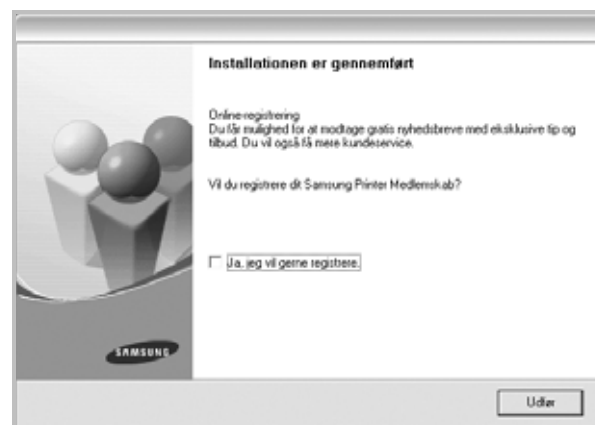 Installationen er gennemført
Online-registrering
Du får mulighed for at modtage gratis nyhedsbreve med eksklusive tip og
tilbud. Du vil også få mere kundeservice.
Vil du registrere dit Samsung Printer Medlemskab?
Ja, jeg vil gerne registrere.
SAMSUNG
Udfør